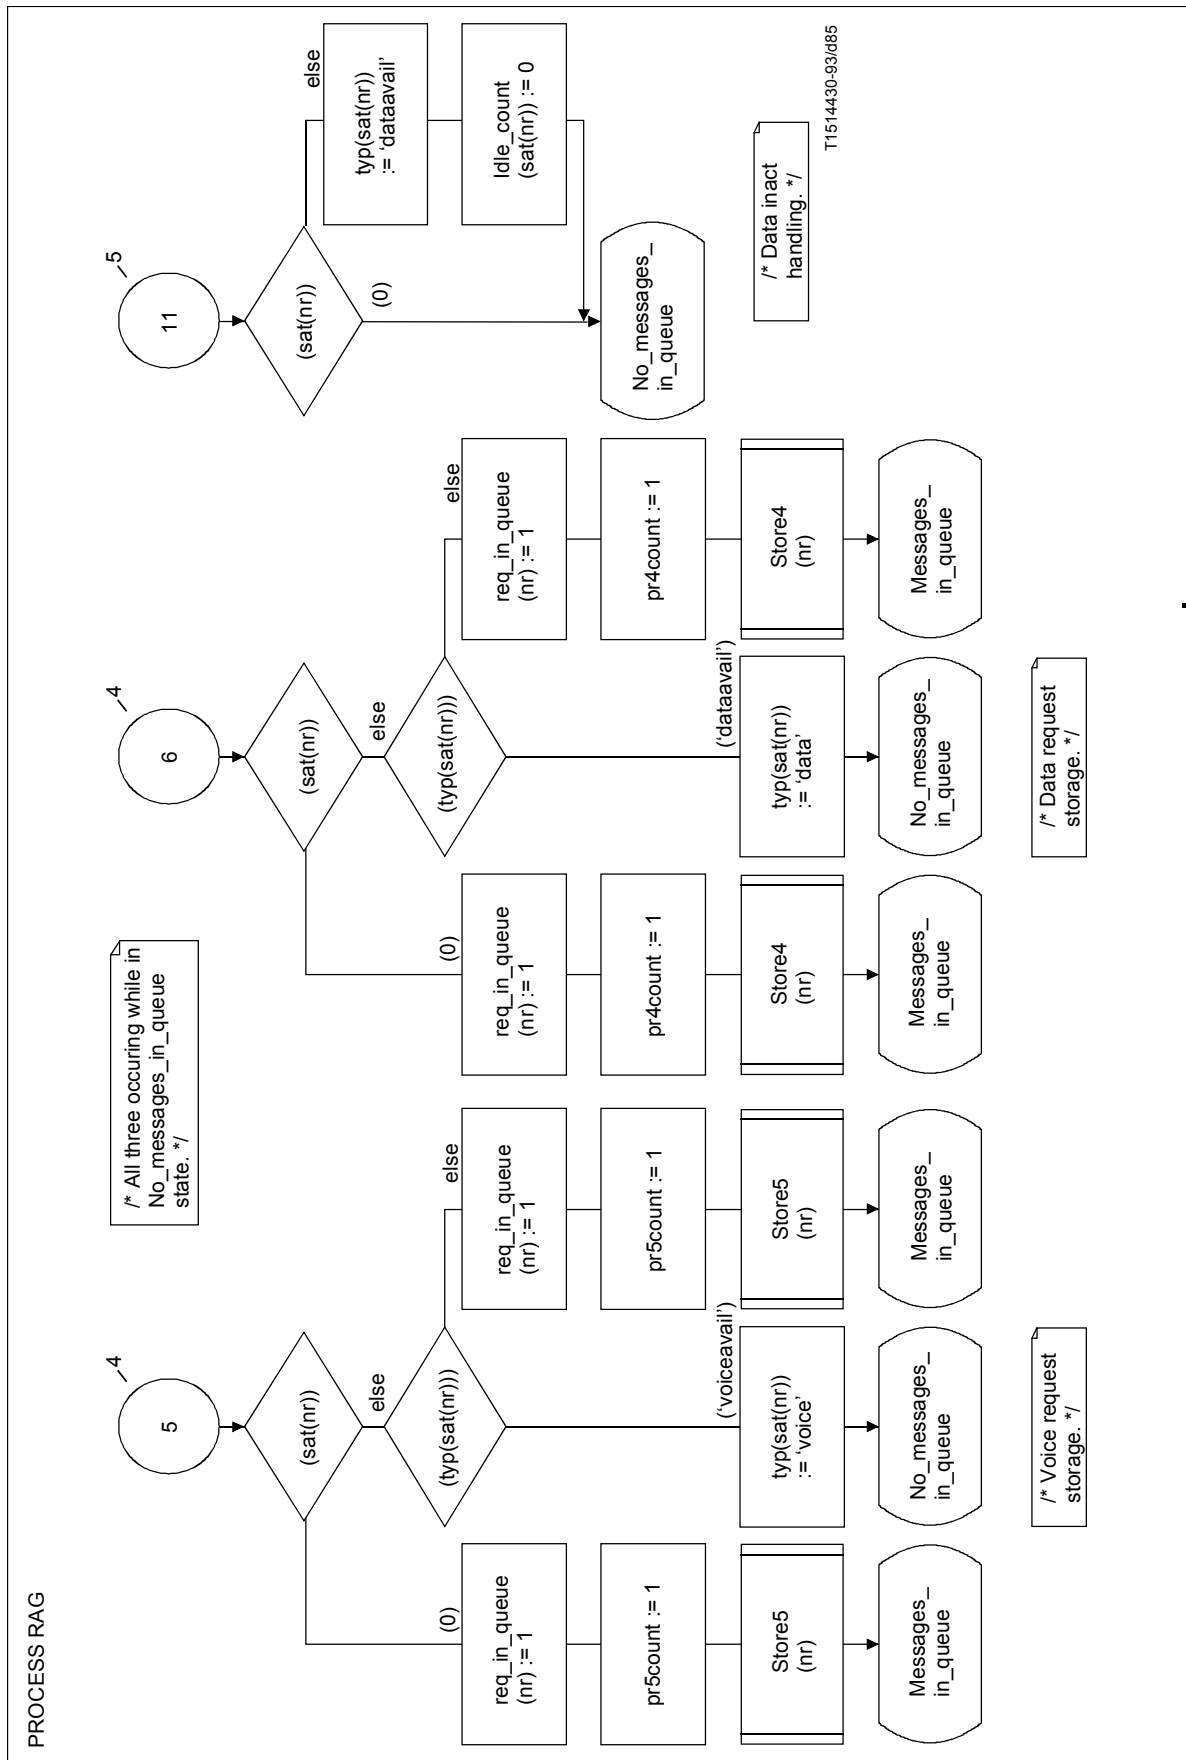 PROCESS RAG
/* All three occuring while in
No_messages_in_queue
state. */
4
5
(sat(nr))
(0)
else
(typ(sat(nr)))
else
req_in_queue
(nr) := 1
pr5count := 1
Store5
(nr)
Messages_
in_queue
('voiceavail')
typ(sat(nr))
:= 'voice'
No_messages_
in_queue
req_in_queue
(nr) := 1
pr5count := 1
Store5
(nr)
Messages_
in_queue
/* Voice request
storage. */
4
6
(sat(nr))
(0)
else
(typ(sat(nr)))
else
req_in_queue
(nr) := 1
pr4count := 1
Store4
(nr)
Messages_
in_queue
('dataavail')
typ(sat(nr))
:= 'data'
No_messages_
in_queue
req_in_queue
(nr) := 1
pr4count := 1
Store4
(nr)
Messages_
in_queue
/* Data request
storage. */
5
11
(sat(nr))
else
(0)
typ(sat(nr))
:= 'dataavail'
Idle_count
(sat(nr)) := 0
No_messages_
in_queue
/* Data inact
handling. */
T1514430-93/d85